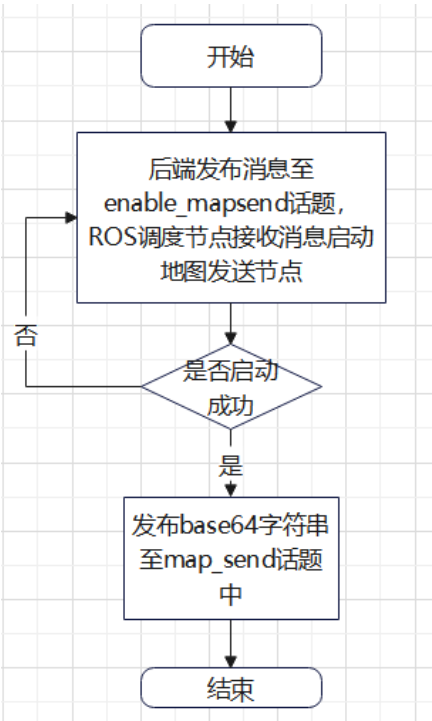 开始
后端发布消息至
enable_mapsend话题，
ROS调度节点接收消息启动
地图发送节点
否
是否启动
成功
是
发布base64字符串
至map_send话题
中
结束